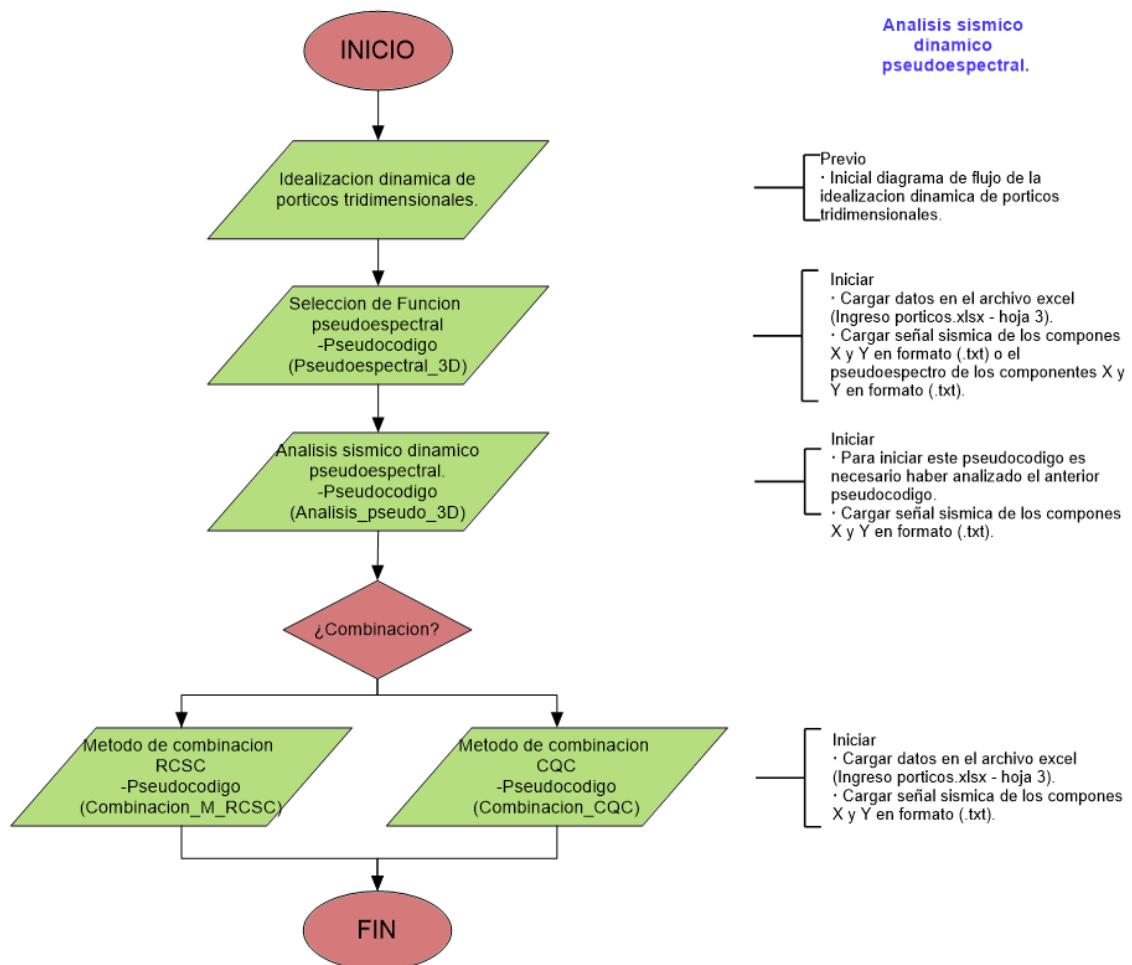 INICIO
Analisis sismico
dinamico
pseudoespectral.
Idealizacion dinamica de
porticos tridimensionales.
Previo
· Inicial diagrama de flujo de la
idealizacion dinamica de porticos
tridimensionales.
Seleccion de Funcion
pseudoespectral
-Pseudocodigo
(Pseudoespectral_3D)
Iniciar
· Cargar datos en el archivo excel
(Ingreso porticos.xlsx - hoja 3).
· Cargar señal sismica de los compones
X y Y en formato (.txt) o el
pseudoespectro de los componentes X y
Y en formato (.txt).
Analisis sismico dinamico
pseudoespectral.
-Pseudocodigo
(Analisis_pseudo_3D)
Iniciar
· Para iniciar este pseudocodigo es
necesario haber analizado el anterior
pseudocodigo.
· Cargar señal sismica de los compones
X y Y en formato (.txt).
¿Combinacion?
Metodo de combinacion
RCSC
-Pseudocodigo
(Combinacion_M_RCSC)
Metodo de combinacion
CQC
-Pseudocodigo
(Combinacion_CQC)
Iniciar
· Cargar datos en el archivo excel
(Ingreso porticos.xlsx - hoja 3).
· Cargar señal sismica de los compones
X y Y en formato (.txt).
FIN